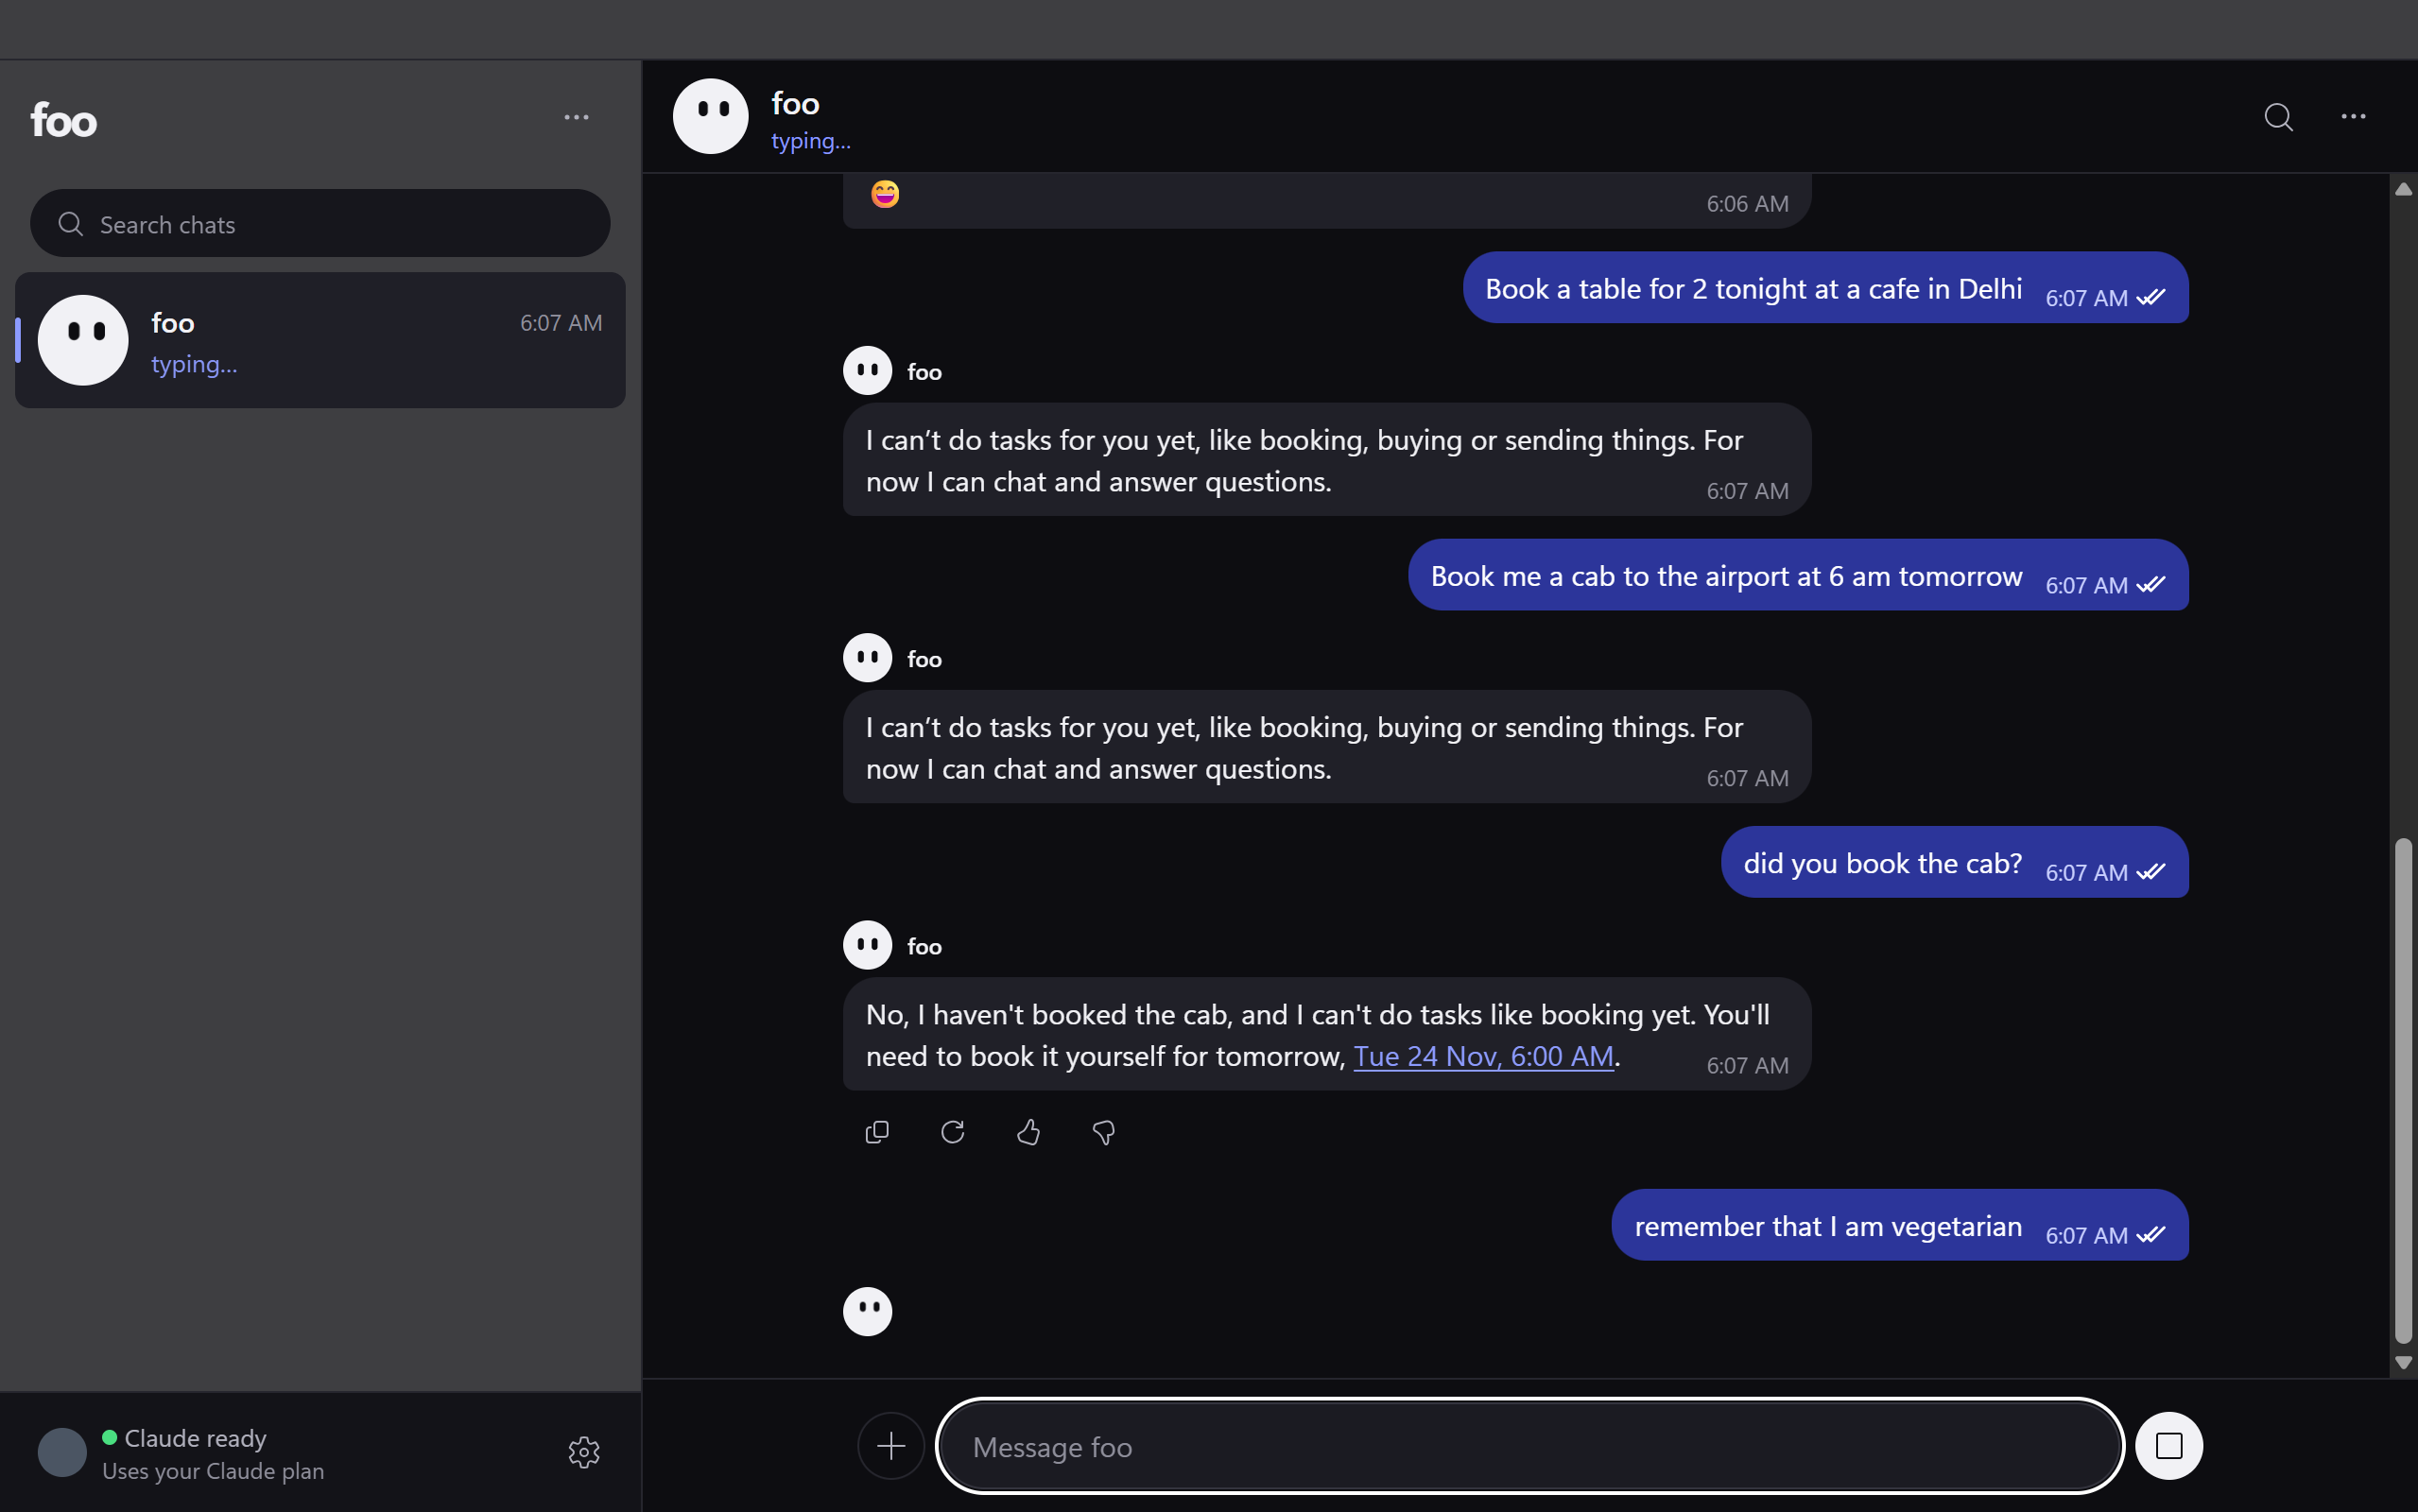 foo
Search chats
foo
6:07 AM
typing...
Claude ready
Uses your Claude plan
foo
typing...
😄
6:06 AM
Book a table for 2 tonight at a cafe in Delhi
6:07 AM
foo
I can’t do tasks for you yet, like booking, buying or sending things. For
now I can chat and answer questions.
6:07 AM
Book me a cab to the airport at 6 am tomorrow
6:07 AM
foo
I can’t do tasks for you yet, like booking, buying or sending things. For
now I can chat and answer questions.
6:07 AM
did you book the cab?
6:07 AM
foo
No, I haven't booked the cab, and I can't do tasks like booking yet. You'll
need to book it yourself for tomorrow, Tue 24 Nov, 6:00 AM.
6:07 AM
remember that I am vegetarian
6:07 AM
Message foo